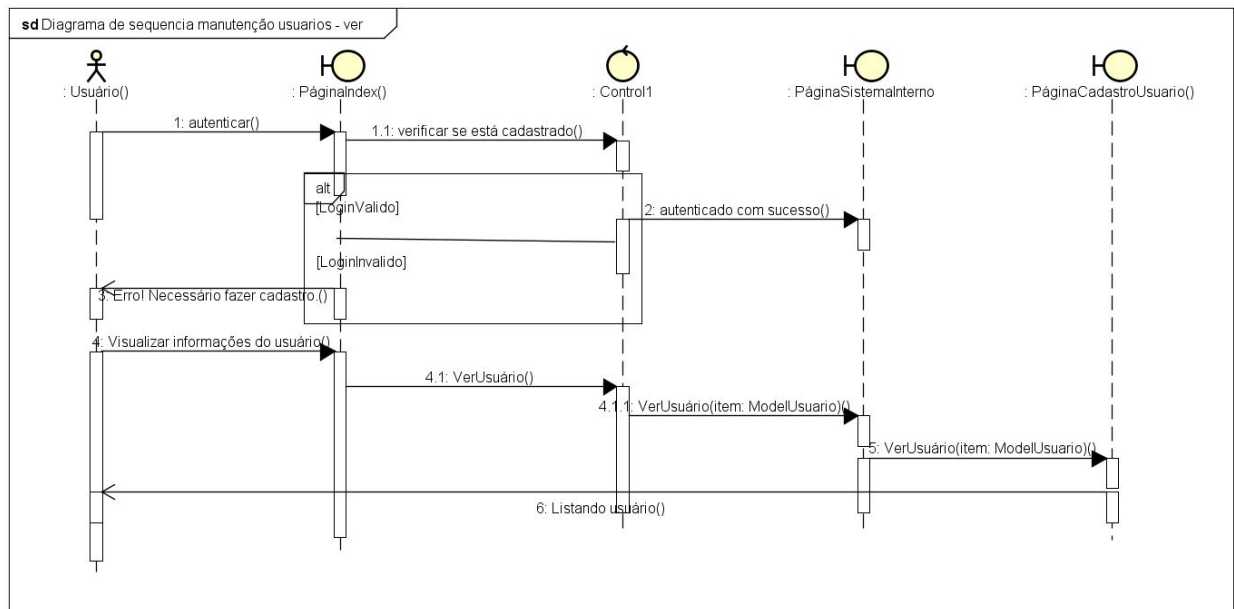 sd Diagrama de sequencia manutenção usuarios - ver
: Usuário()
: PáginaIndex()
: Control1
: PáginaSistemaInterno
: PáginaCadastroUsuario()
1: autenticar()
1.1: verificar se está cadastrado()
alt
[LoginValido]
2: autenticado com sucesso()
[LoginInvalido]
3: Erro! Necessário fazer cadastro.()
4: Visualizar informações do usuário()
4.1: VerUsuário()
4.1.1: VerUsuário(item: ModelUsuario)()
5: VerUsuário(item: ModelUsuario)()
6: Listando usuário()